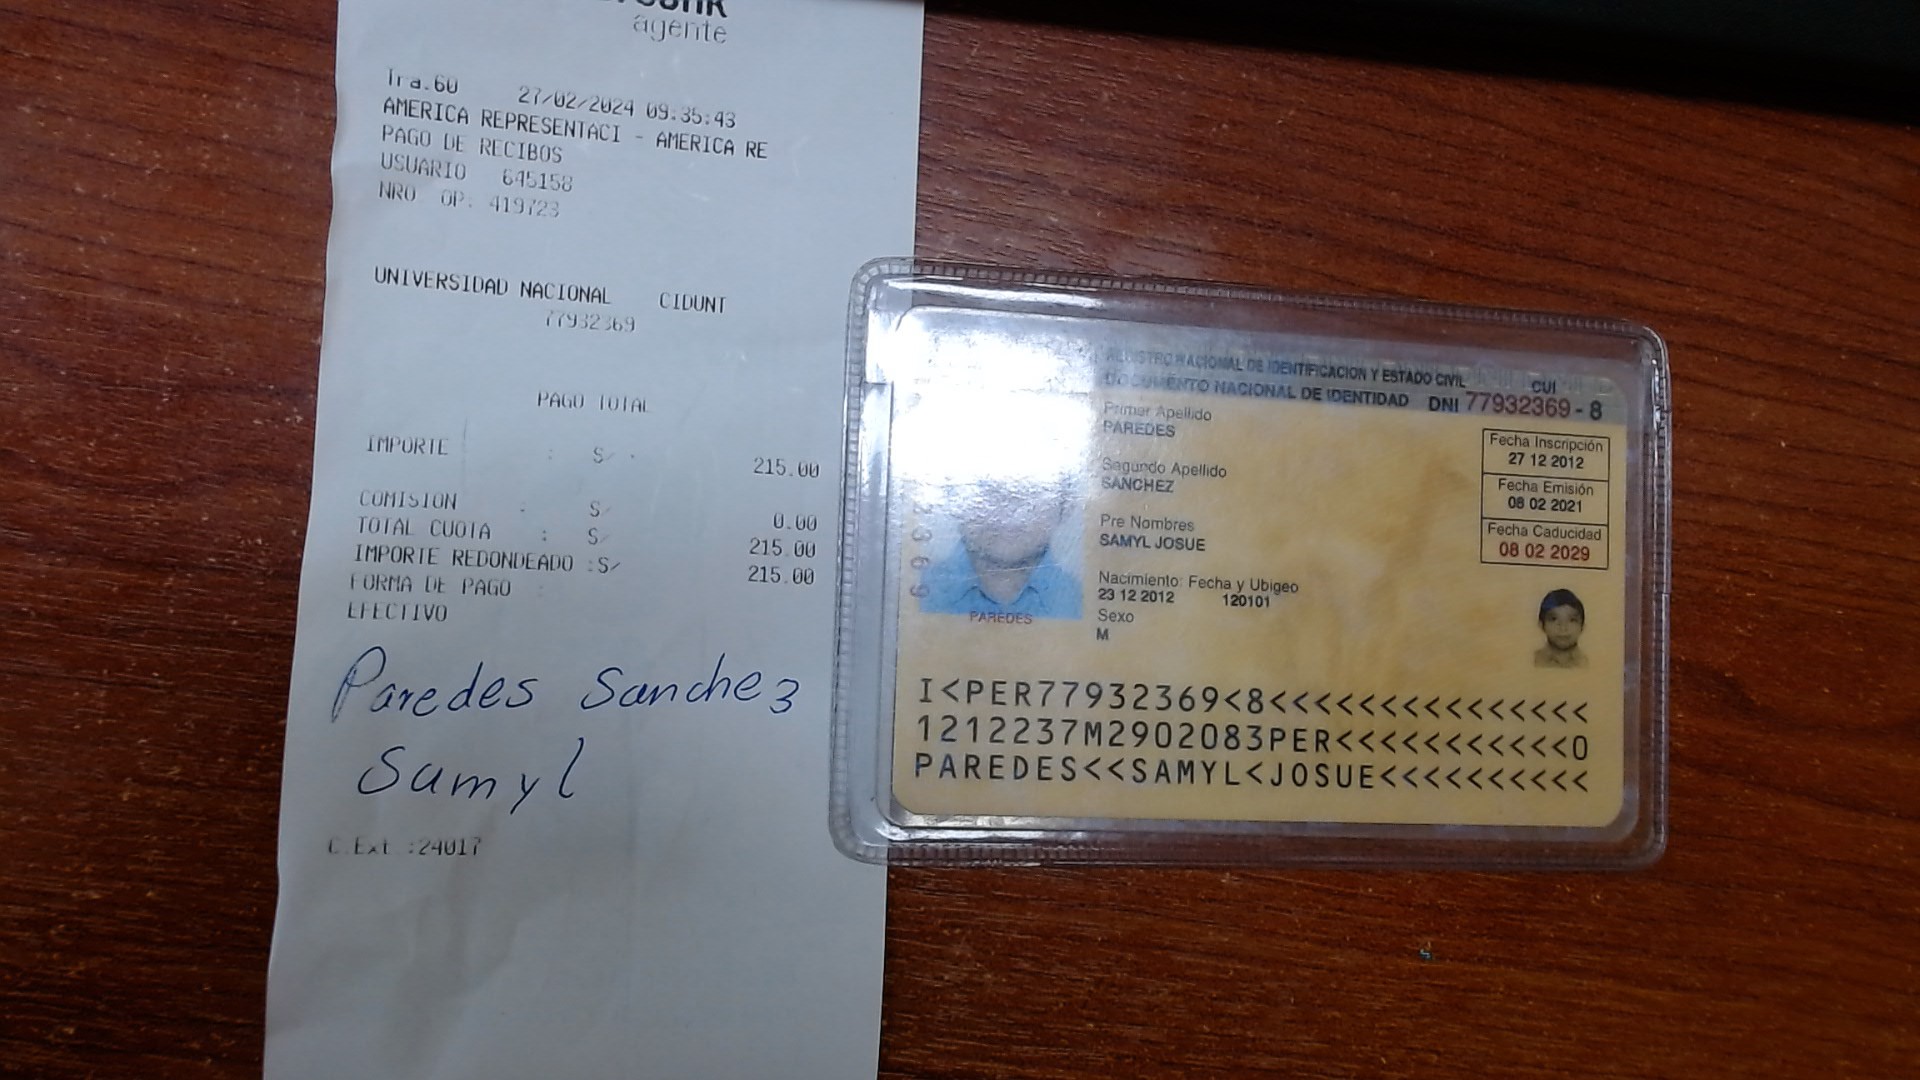 agente
Tra.60 27/02/2024 09:35:43
AMERICA REPRESENTACI - AMERICA RE
PAGO DE RECIBOS
USUARIO 645158
NRO OP. 419723
UNIVERSIDAD NACIONAL CIDUNT
77932369
PAGO TOTAL
IMPORTE : S/ 215.00
COMISION : S/ 0.00
TOTAL CUOTA : S/ 215.00
IMPORTE REDONDEADO :S/ 215.00
FORMA DE PAGO :
EFECTIVO
Paredes Sanchez
Samyl
C.Ext :24017
REGISTRO NACIONAL DE IDENTIFICACION Y ESTADO CIVIL CUI
DOCUMENTO NACIONAL DE IDENTIDAD DNI 77932369 - 8
Primer Apellido
PAREDES
Segundo Apellido
SANCHEZ
Pre Nombres
SAMYL JOSUE
Nacimiento: Fecha y Ubigeo
23 12 2012 120101
Sexo
M
Fecha Inscripción
27 12 2012
Fecha Emisión
08 02 2021
Fecha Caducidad
08 02 2029
PAREDES
I<PER77932369<8<<<<<<<<<<<<<<<
1212237M2902083PER<<<<<<<<<<<0
PAREDES<<SAMYL<JOSUE<<<<<<<<<<